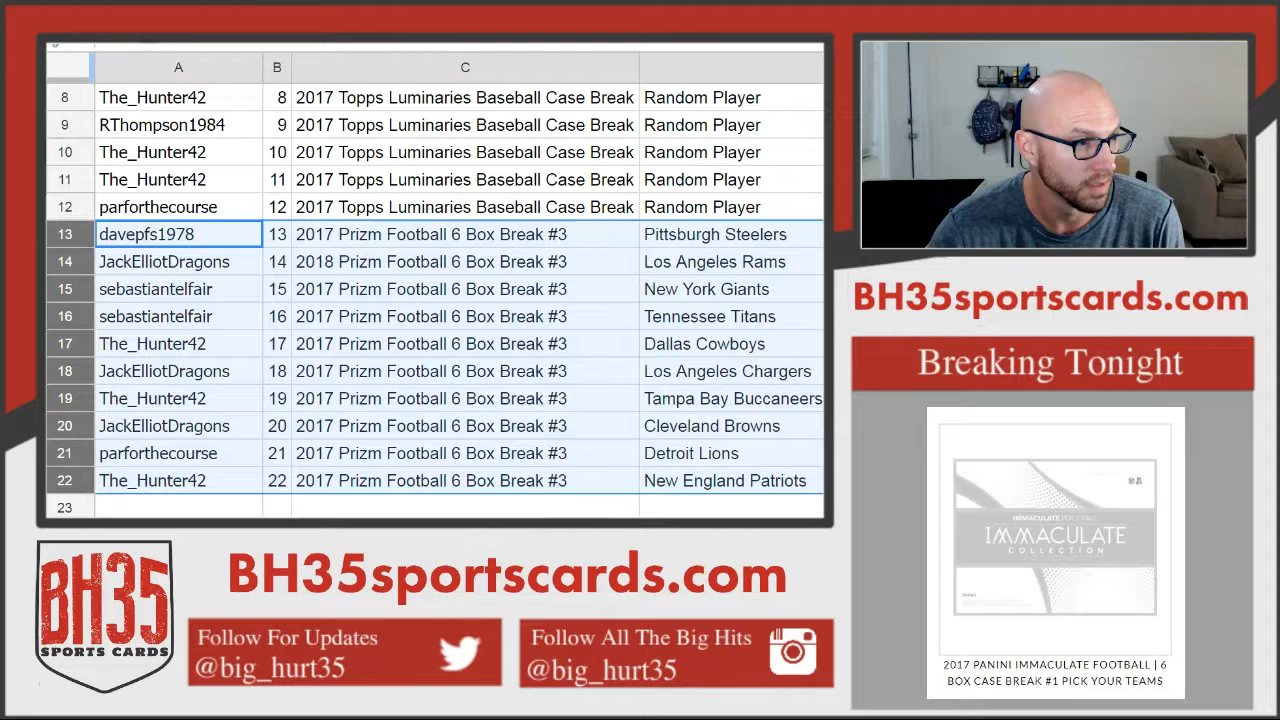 A B C
8 The_Hunter42 8 2017 Topps Luminaries Baseball Case Break Random Player
9 RThompson1984 9 2017 Topps Luminaries Baseball Case Break Random Player
10 The_Hunter42 10 2017 Topps Luminaries Baseball Case Break Random Player
11 The_Hunter42 11 2017 Topps Luminaries Baseball Case Break Random Player
12 parforthecourse 12 2017 Topps Luminaries Baseball Case Break Random Player
13 davepfs1978 13 2017 Prizm Football 6 Box Break #3 Pittsburgh Steelers
14 JackElliotDragons 14 2018 Prizm Football 6 Box Break #3 Los Angeles Rams
15 sebastiantelfair 15 2017 Prizm Football 6 Box Break #3 New York Giants
16 sebastiantelfair 16 2017 Prizm Football 6 Box Break #3 Tennessee Titans
17 The_Hunter42 17 2017 Prizm Football 6 Box Break #3 Dallas Cowboys
18 JackElliotDragons 18 2017 Prizm Football 6 Box Break #3 Los Angeles Chargers
19 The_Hunter42 19 2017 Prizm Football 6 Box Break #3 Tampa Bay Buccaneers
20 JackElliotDragons 20 2017 Prizm Football 6 Box Break #3 Cleveland Browns
21 parforthecourse 21 2017 Prizm Football 6 Box Break #3 Detroit Lions
22 The_Hunter42 22 2017 Prizm Football 6 Box Break #3 New England Patriots
23
BH35sportscards.com
Breaking Tonight
IMMACULATE FOOTBALL
IMMACULATE
COLLECTION
2017 PANINI IMMACULATE FOOTBALL | 6
BOX CASE BREAK #1 PICK YOUR TEAMS
BH35
SPORTS CARDS
BH35sportscards.com
Follow For Updates
@big_hurt35
Follow All The Big Hits
@big_hurt35